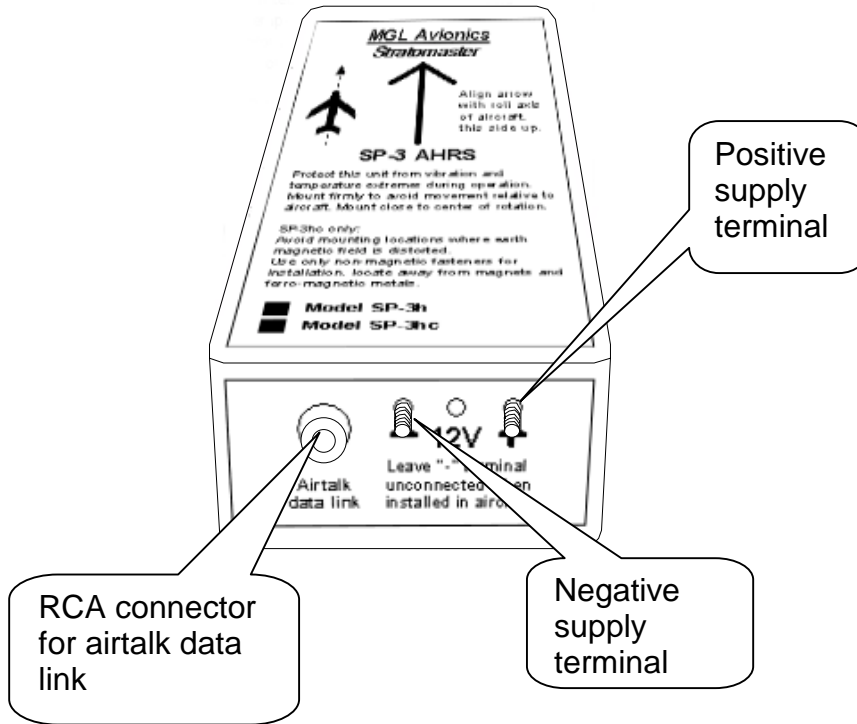 MGL Avionics
Stratomaster
Align arrow
with roll axis
of aircraft.
this side up.
SP-3 AHRS
Protect this unit from vibration and
temperature extremes during operation.
Mount firmly to avoid movement relative to
aircraft. Mount close to center of rotation.
SP-3hc only:
Avoid mounting locations where earth
magnetic field is distorted.
Use only non-magnetic fasteners for
installation, locate away from magnets and
ferro-magnetic metals.
Model SP-3h
Model SP-3hc
- 12V +
Airtalk
data link
Leave "-"
unconnected
installed in
Positive
supply
terminal
Negative
supply
terminal
RCA connector
for airtalk data
link